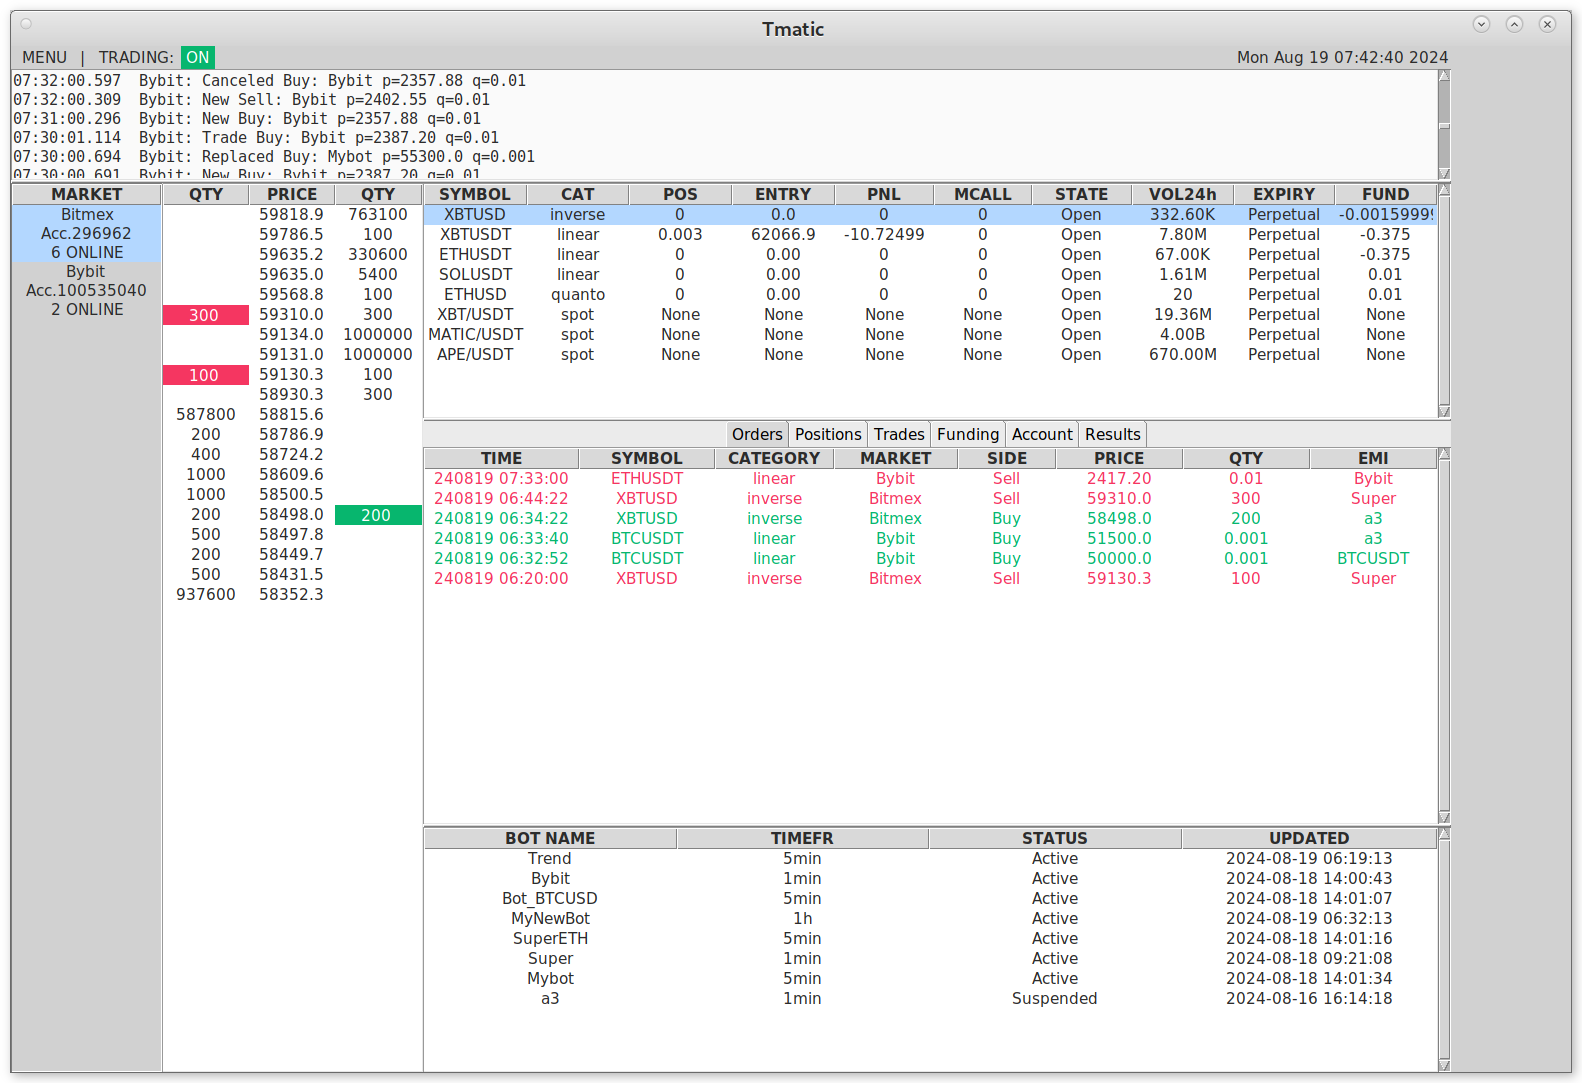 Tmatic
MENU | TRADING: ON Mon Aug 19 07:42:40 2024
07:32:00.597 Bybit: Canceled Buy: Bybit p=2357.88 q=0.01
07:32:00.309 Bybit: New Sell: Bybit p=2402.55 q=0.01
07:31:00.296 Bybit: New Buy: Bybit p=2357.88 q=0.01
07:30:01.114 Bybit: Trade Buy: Bybit p=2387.20 q=0.01
07:30:00.694 Bybit: Replaced Buy: Mybot p=55300.0 q=0.001
07:30:00.691 Bybit: New Buy: Bybit p=2387.20 q=0.01
MARKET
Bitmex
Acc.296962
6 ONLINE
Bybit
Acc.100535040
2 ONLINE
QTY PRICE QTY
59818.9 763100
59786.5 100
59635.2 330600
59635.0 5400
59568.8 100
300 59310.0 300
59134.0 1000000
59131.0 1000000
100 59130.3 100
58930.3 300
587800 58815.6
200 58786.9
400 58724.2
1000 58609.6
1000 58500.5
200 58498.0 200
500 58497.8
200 58449.7
500 58431.5
937600 58352.3
SYMBOL CAT POS ENTRY PNL MCALL STATE VOL24h EXPIRY FUND
XBTUSD inverse 0 0.0 0 0 Open 332.60K Perpetual -0.00159999
XBTUSDT linear 0.003 62066.9 -10.72499 0 Open 7.80M Perpetual -0.375
ETHUSDT linear 0 0.00 0 0 Open 67.00K Perpetual -0.375
SOLUSDT linear 0 0.00 0 0 Open 1.61M Perpetual 0.01
ETHUSD quanto 0 0.00 0 0 Open 20 Perpetual 0.01
XBT/USDT spot None None None None Open 19.36M Perpetual None
MATIC/USDT spot None None None None Open 4.00B Perpetual None
APE/USDT spot None None None None Open 670.00M Perpetual None
Orders Positions Trades Funding Account Results
TIME SYMBOL CATEGORY MARKET SIDE PRICE QTY EMI
240819 07:33:00 ETHUSDT linear Bybit Sell 2417.20 0.01 Bybit
240819 06:44:22 XBTUSD inverse Bitmex Sell 59310.0 300 Super
240819 06:34:22 XBTUSD inverse Bitmex Buy 58498.0 200 a3
240819 06:33:40 BTCUSDT linear Bybit Buy 51500.0 0.001 a3
240819 06:32:52 BTCUSDT linear Bybit Buy 50000.0 0.001 BTCUSDT
240819 06:20:00 XBTUSD inverse Bitmex Sell 59130.3 100 Super
BOT NAME TIMEFR STATUS UPDATED
Trend 5min Active 2024-08-19 06:19:13
Bybit 1min Active 2024-08-18 14:00:43
Bot_BTCUSD 5min Active 2024-08-18 14:01:07
MyNewBot 1h Active 2024-08-19 06:32:13
SuperETH 5min Active 2024-08-18 14:01:16
Super 1min Active 2024-08-18 09:21:08
Mybot 5min Active 2024-08-18 14:01:34
a3 1min Suspended 2024-08-16 16:14:18